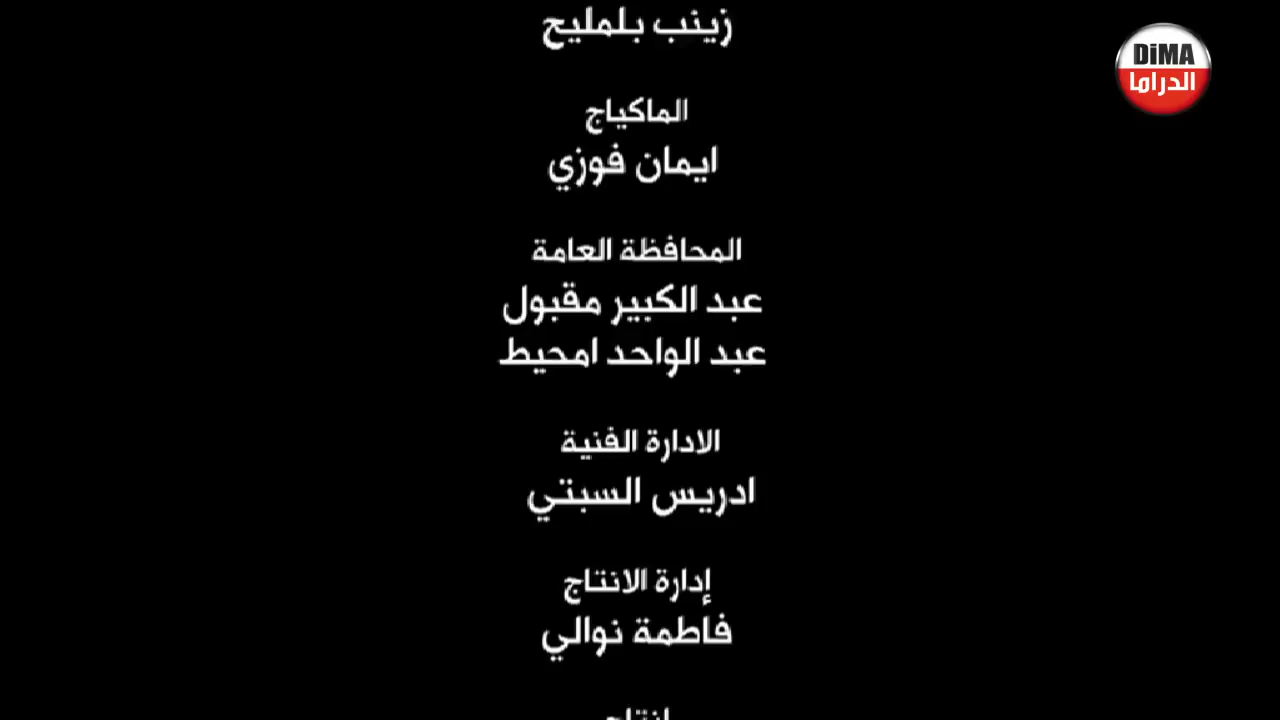 زينب بلمليح
DiMA
الدراما
الماكياج
ايمان فوزي
المحافظة العامة
عبد الكبير مقبول
عبد الواحد امحيط
الادارة الفنية
ادريس السبتي
إدارة الانتاج
فاطمة نوالي
انتاج